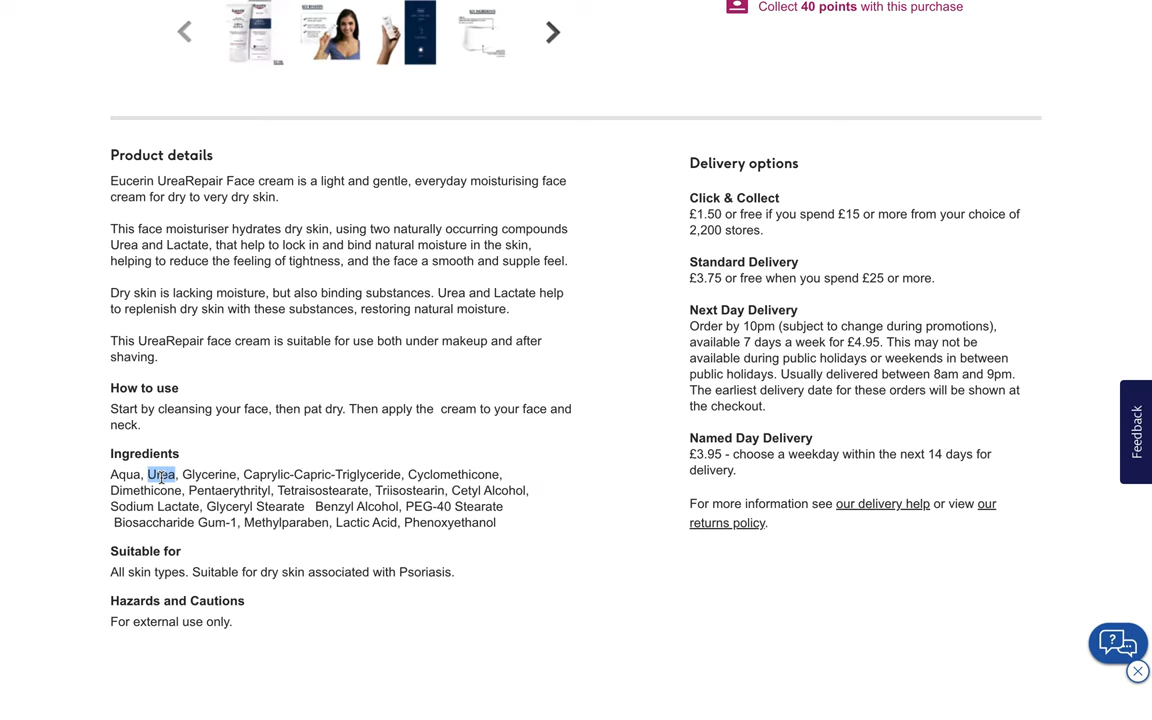 Collect 40 points with this purchase
Product details
Eucerin UreaRepair Face cream is a light and gentle, everyday moisturising face
cream for dry to very dry skin.
This face moisturiser hydrates dry skin, using two naturally occurring compounds
Urea and Lactate, that help to lock in and bind natural moisture in the skin,
helping to reduce the feeling of tightness, and the face a smooth and supple feel.
Dry skin is lacking moisture, but also binding substances. Urea and Lactate help
to replenish dry skin with these substances, restoring natural moisture.
This UreaRepair face cream is suitable for use both under makeup and after
shaving.
How to use
Start by cleansing your face, then pat dry. Then apply the  cream to your face and
neck.
Ingredients
Aqua, Urea, Glycerine, Caprylic-Capric-Triglyceride, Cyclomethicone,
Dimethicone, Pentaerythrityl, Tetraisostearate, Triisostearin, Cetyl Alcohol,
Sodium Lactate, Glyceryl Stearate   Benzyl Alcohol, PEG-40 Stearate
Biosaccharide Gum-1, Methylparaben, Lactic Acid, Phenoxyethanol
Suitable for
All skin types. Suitable for dry skin associated with Psoriasis.
Hazards and Cautions
For external use only.
Delivery options
Click & Collect
£1.50 or free if you spend £15 or more from your choice of
2,200 stores.
Standard Delivery
£3.75 or free when you spend £25 or more.
Next Day Delivery
Order by 10pm (subject to change during promotions),
available 7 days a week for £4.95. This may not be
available during public holidays or weekends in between
public holidays. Usually delivered between 8am and 9pm.
The earliest delivery date for these orders will be shown at
the checkout.
Named Day Delivery
£3.95 - choose a weekday within the next 14 days for
delivery.
For more information see our delivery help or view our
returns policy.
Feedback